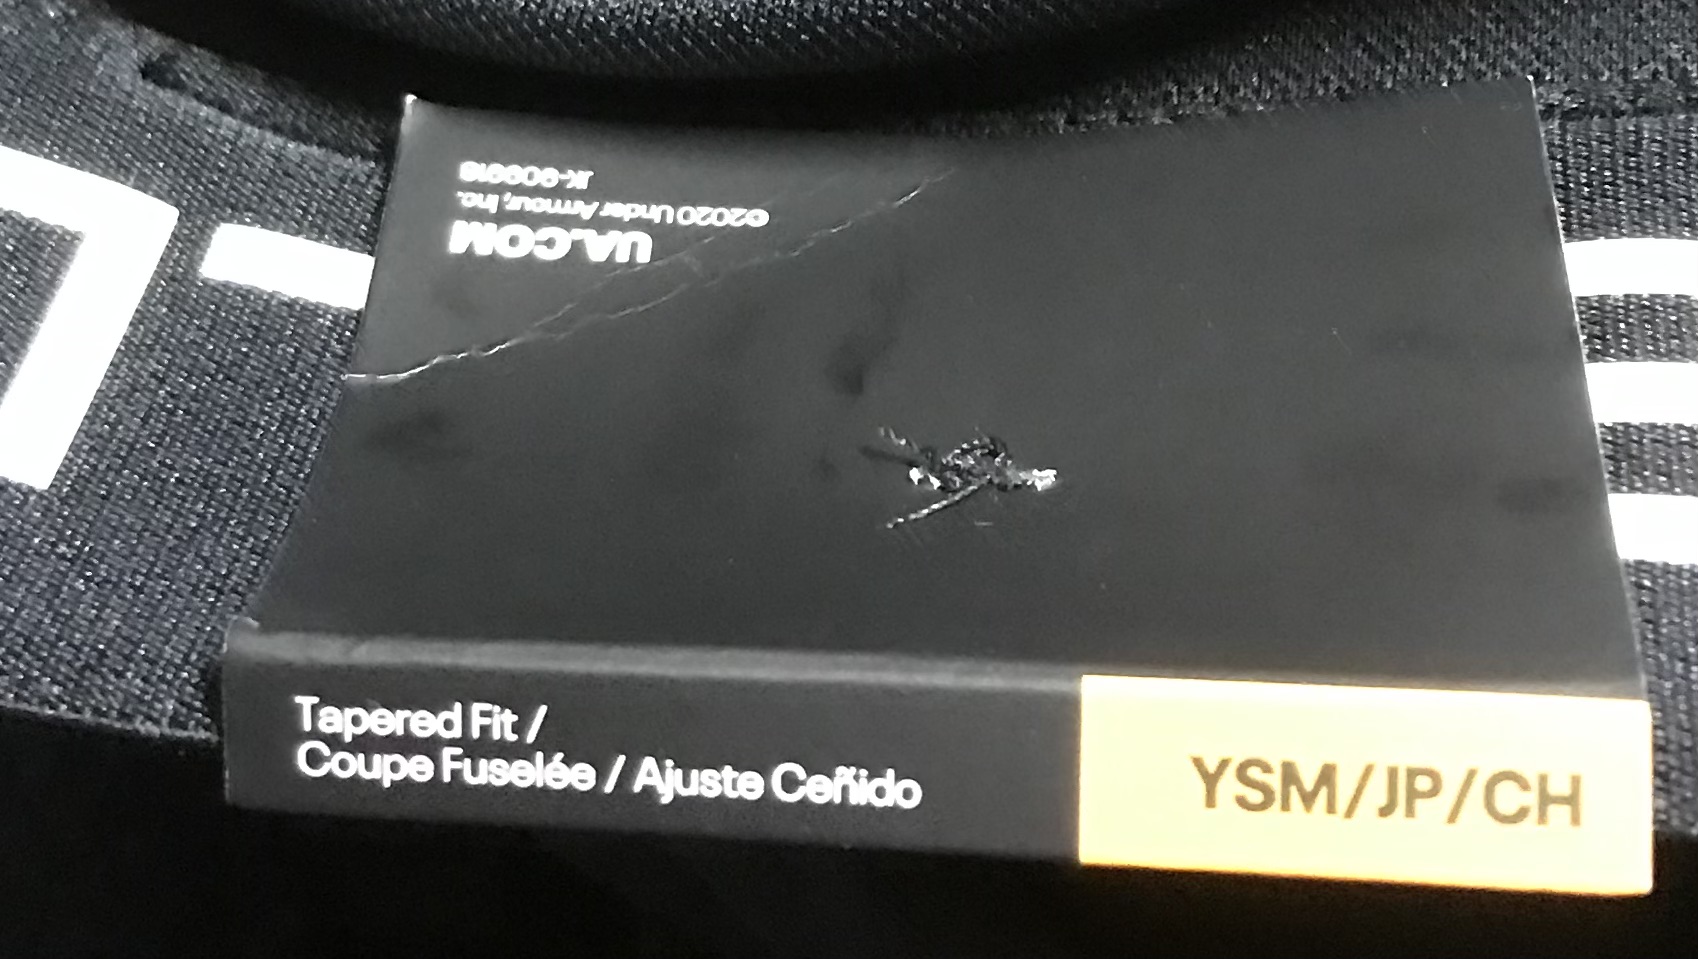 UA.COM
©2020 Under Armour, Inc.
Tapered Fit /
Coupe Fuselée / Ajuste Ceñido
YSM/JP/CH